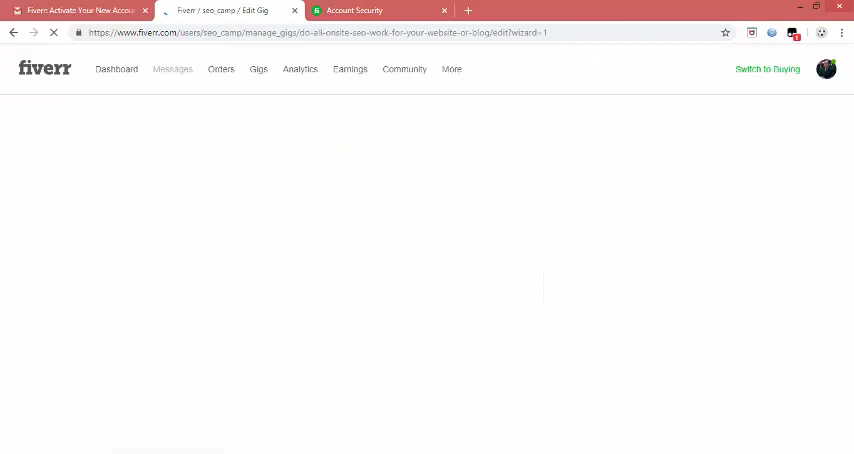 Fiverr: Activate Your New Accou
Fiverr / seo_camp / Edit Gig
Account Security
https://www.fiverr.com/users/seo_camp/manage_gigs/do-all-onsite-seo-work-for-your-website-or-blog/edit?wizard=1
fiverr
Dashboard
Messages
Orders
Gigs
Analytics
Earnings
Community
More
Switch to Buying